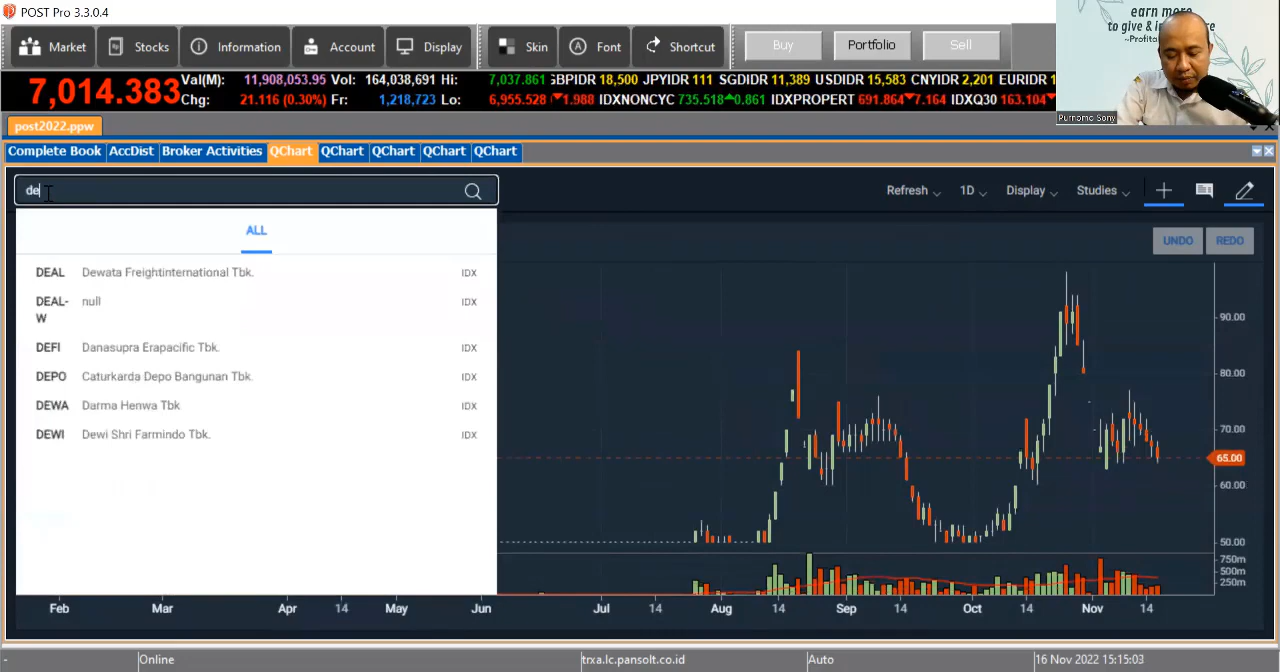 POST Pro 3.3.0.4
Market Stocks Information Account Display Skin Font Shortcut Buy Portfolio Sell
earn more
to give &
~Profita
Purnomo Sony
7,014.383 Val(M): 11,908,053.95 Vol: 164,038,691 Hi: 7,037.861 GBPIDR 18,500 JPYIDR 111 SGDIDR 11,389 USDIDR 15,583 CNYIDR 2,201 EURIDR 1
Chg: 21.116 (0.30%) Fr: 1,218,723 Lo: 6,955.528 1.988 IDXNONCYC 735.518 0.861 IDXPROPERT 691.864 7.164 IDXQ30 163.104
post2022.ppw
Complete Book AccDist Broker Activities QChart QChart QChart QChart QChart
de Refresh 1D Display Studies
ALL
UNDO REDO
DEAL Dewata Freightinternational Tbk. IDX
DEAL-W null IDX
DEFI Danasupra Erapacific Tbk. IDX
DEPO Caturkarda Depo Bangunan Tbk. IDX
DEWA Darma Henwa Tbk IDX
DEWI Dewi Shri Farmindo Tbk. IDX
90.00
80.00
70.00
65.00
60.00
50.00
750m
500m
250m
Feb Mar Apr 14 May Jun Jul 14 Aug 14 Sep 14 Oct 14 Nov 14
- Online trxa.lc.pansolt.co.id Auto 16 Nov 2022 15:15:03